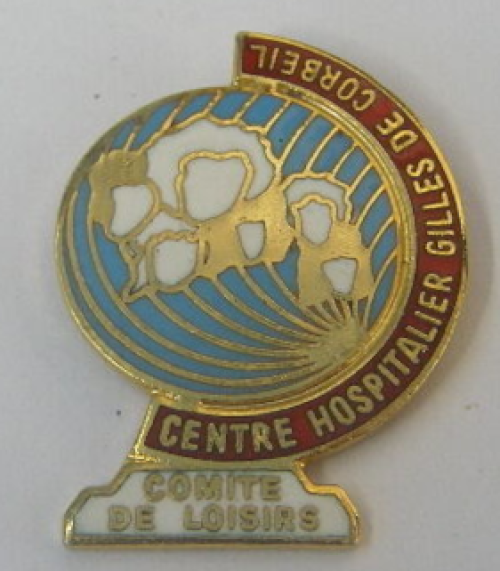 CENTRE HOSPITALIER GILLES DE CORBEIL
COMITE
DE LOISIRS